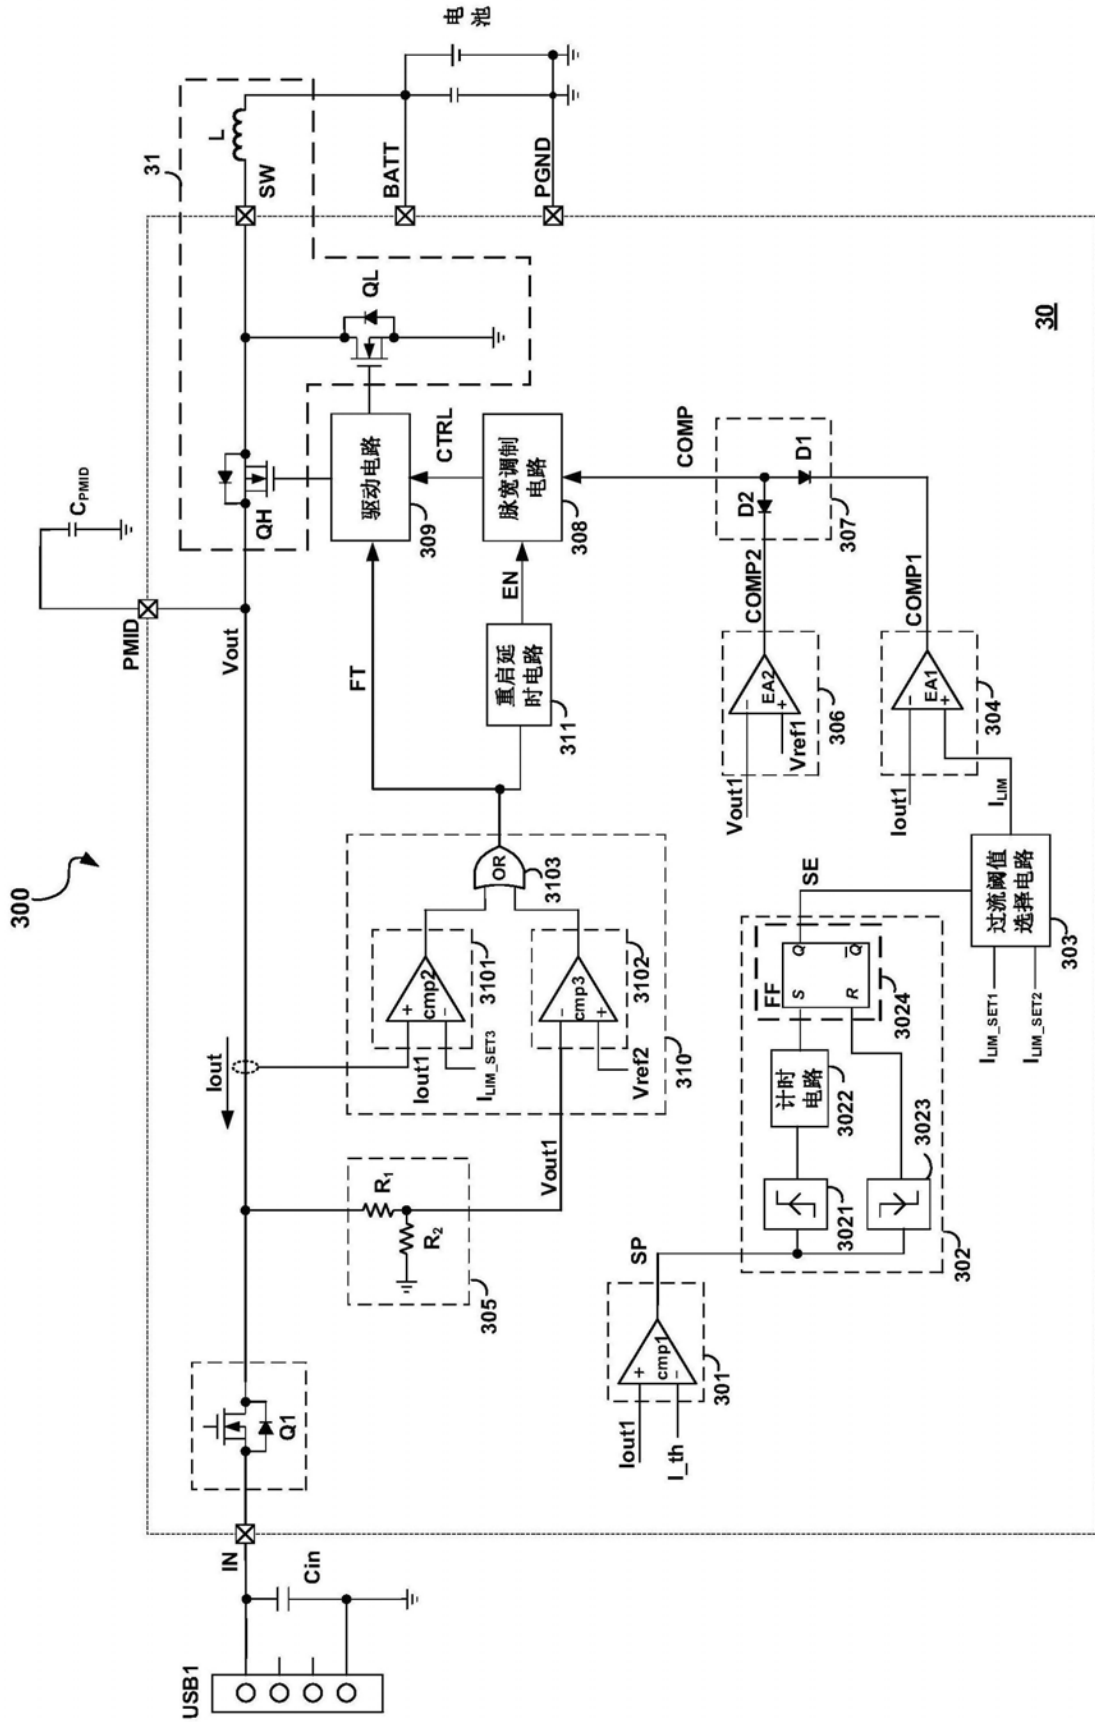 300
USB1
IN
Cin
Q1
Iout
Vout
PMID
C_PMID
QH
31
SW
L
QL
BATT
PGND
电池
305
R₁
R₂
Vout1
310
Iout1
I_LIM_SET3
+
-
cmp2
3101
-
+
cmp3
Vref2
3102
OR
3103
FT
重启延
时电路
311
EN
驱动电路
309
CTRL
脉宽调制
电路
308
COMP
Iout1
I_th
+
-
cmp1
301
SP
302
3021
计时
电路
3022
3023
FF
S
Q
R
Q̅
3024
SE
I_LIM_SET1
I_LIM_SET2
过流阈值
选择电路
303
I_LIM
Vout1
Vref1
-
+
EA2
306
COMP2
Iout1
-
+
EA1
304
COMP1
D2
D1
307
30